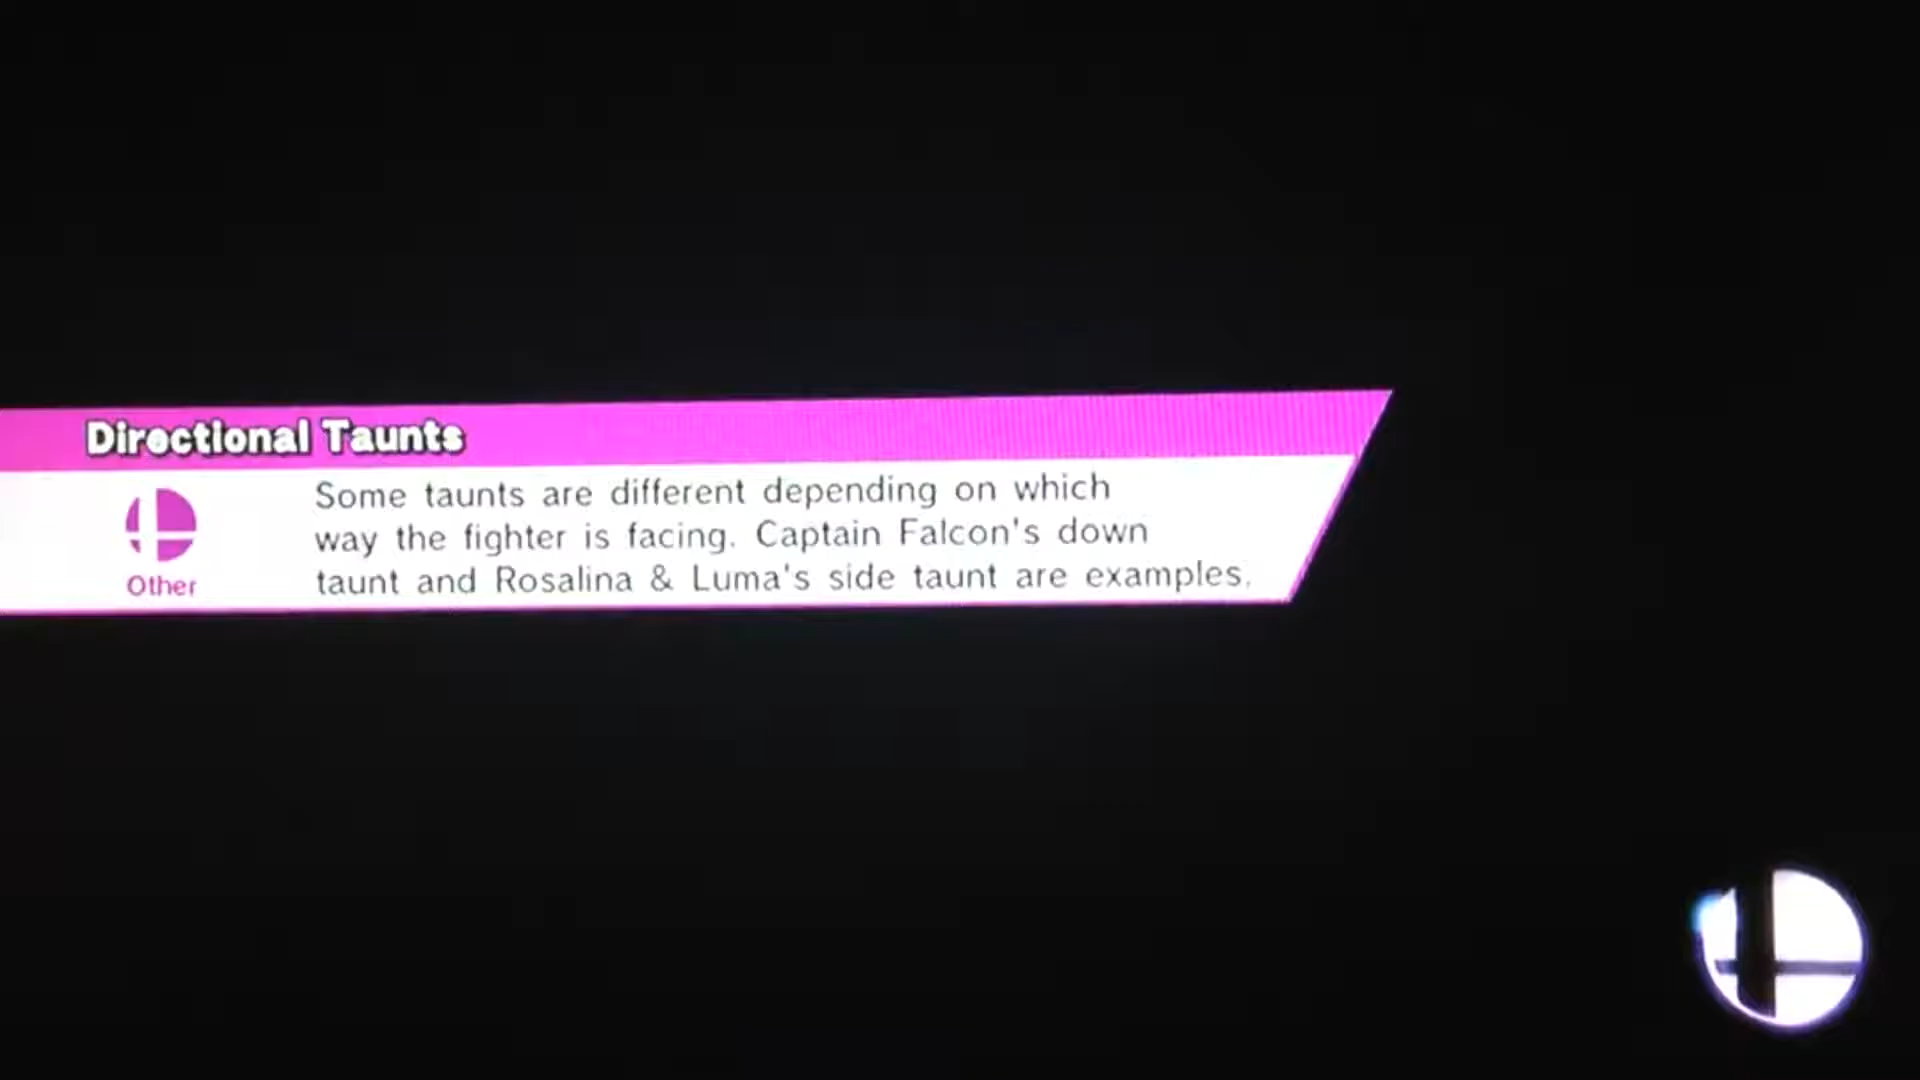 Directional Taunts
Some taunts are different depending on which
way the fighter is facing. Captain Falcon's down
taunt and Rosalina & Luma's side taunt are examples.
Other